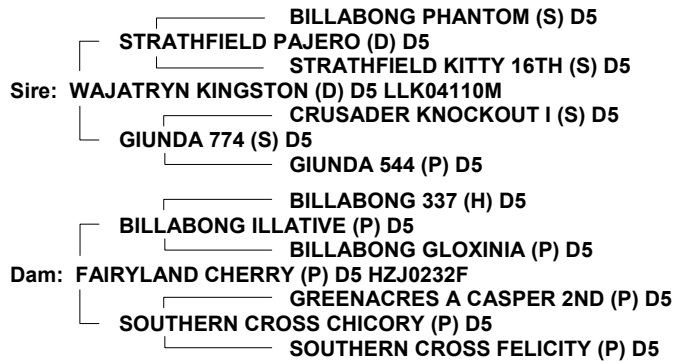 BILLABONG PHANTOM (S) D5
STRATHFIELD PAJERO (D) D5
STRATHFIELD KITTY 16TH (S) D5
Sire: WAJATRYN KINGSTON (D) D5 LLK04110M
CRUSADER KNOCKOUT I (S) D5
GIUNDA 774 (S) D5
GIUNDA 544 (P) D5
BILLABONG 337 (H) D5
BILLABONG ILLATIVE (P) D5
BILLABONG GLOXINIA (P) D5
Dam: FAIRYLAND CHERRY (P) D5 HZJ0232F
GREENACRES A CASPER 2ND (P) D5
SOUTHERN CROSS CHICORY (P) D5
SOUTHERN CROSS FELICITY (P) D5